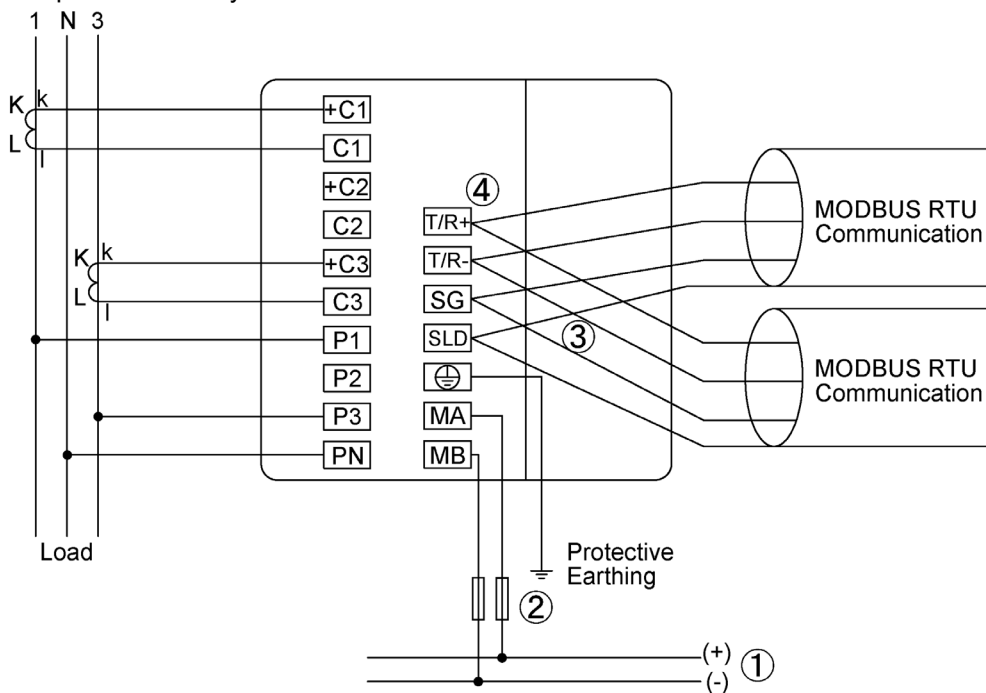 1 N 3
K k
L l
K k
L l
+C1
C1
+C2
C2
+C3
C3
P1
P2
P3
PN
④
T/R+
T/R-
SG
SLD
③
MA
MB
MODBUS RTU
Communication
MODBUS RTU
Communication
Load
Protective
Earthing
②
(+) ①
(-)